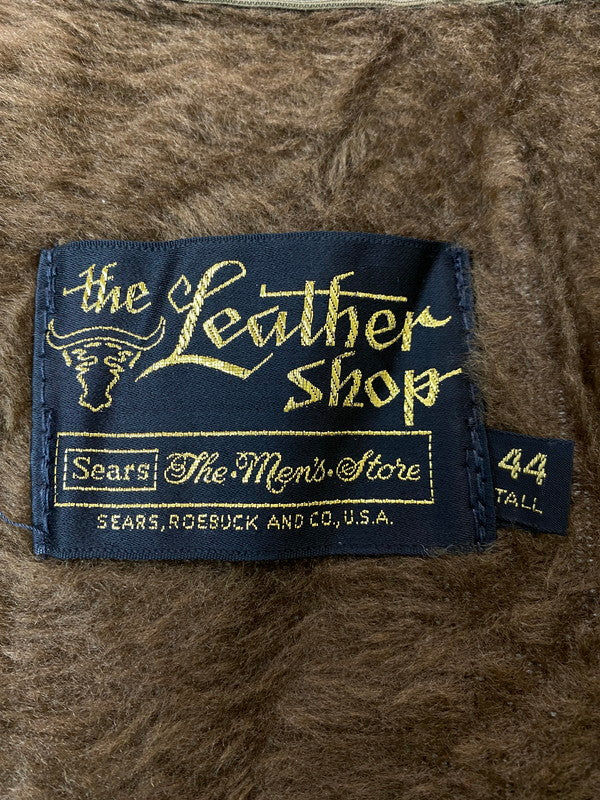 the Leather
Shop
Sears The·Men's·Store
SEARS, ROEBUCK AND CO., U.S.A.
44
TALL